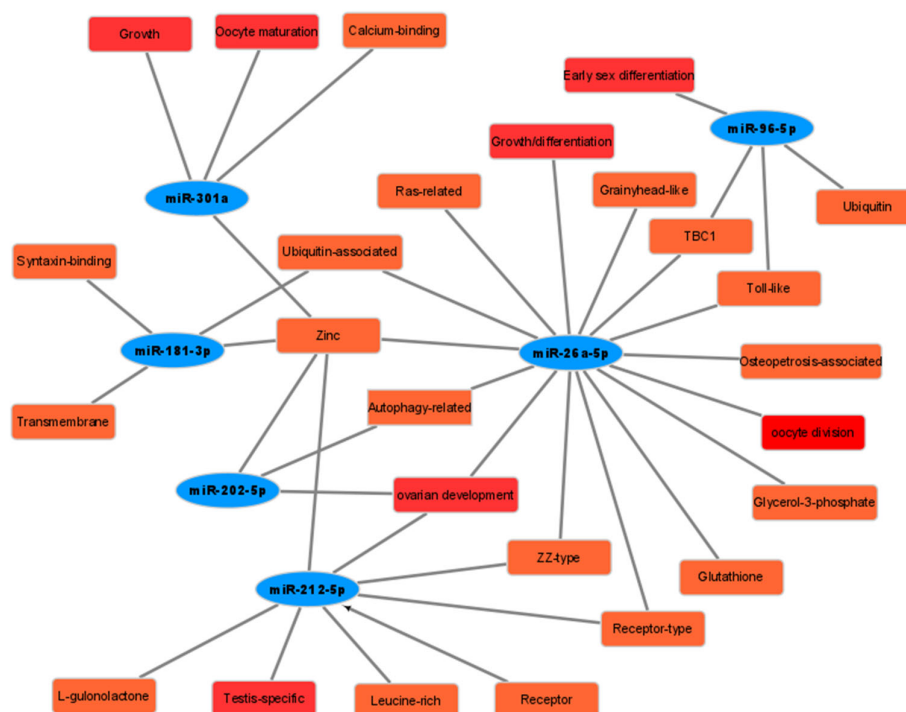 Growth
Oocyte maturation
Calcium-binding
Early sex differentiation
miR-96-5p
Growth/differentiation
Ras-related
Grainyhead-like
miR-301a
Ubiquitin
TBC1
Ubiquitin-associated
Syntaxin-binding
Toll-like
Zinc
miR-181-3p
miR-26a-5p
Osteopetrosis-associated
Autophagy-related
Transmembrane
oocyte division
miR-202-5p
ovarian development
Glycerol-3-phosphate
ZZ-type
Glutathione
miR-212-5p
Receptor-type
L-gulonolactone
Testis-specific
Leucine-rich
Receptor